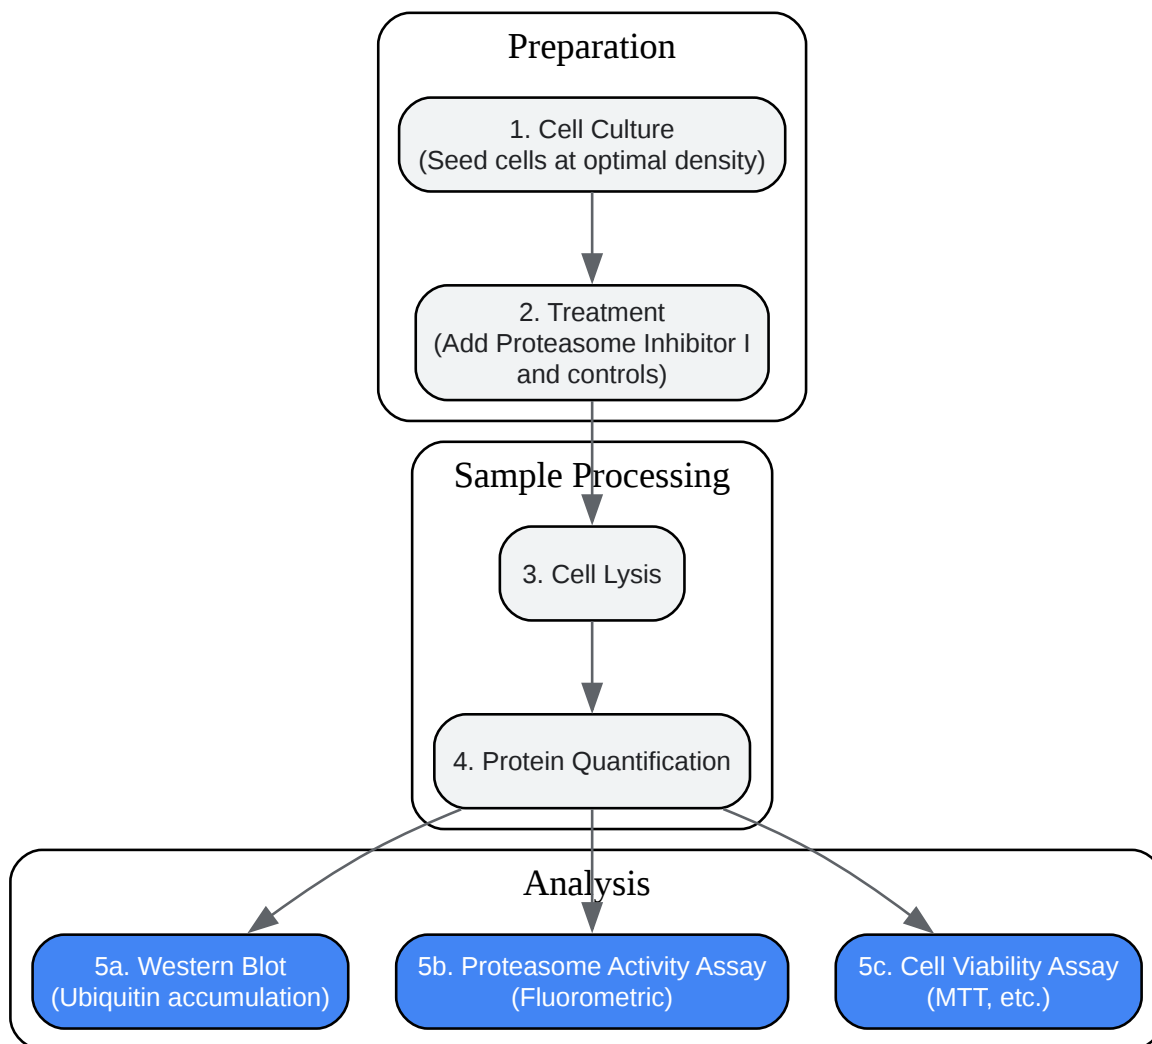 Preparation
1. Cell Culture
(Seed cells at optimal density)
2. Treatment
(Add Proteasome Inhibitor I
and controls)
Sample Processing
3. Cell Lysis
4. Protein Quantification
Analysis
5a. Western Blot
(Ubiquitin accumulation)
5b. Proteasome Activity Assay
(Fluorometric)
5c. Cell Viability Assay
(MTT, etc.)